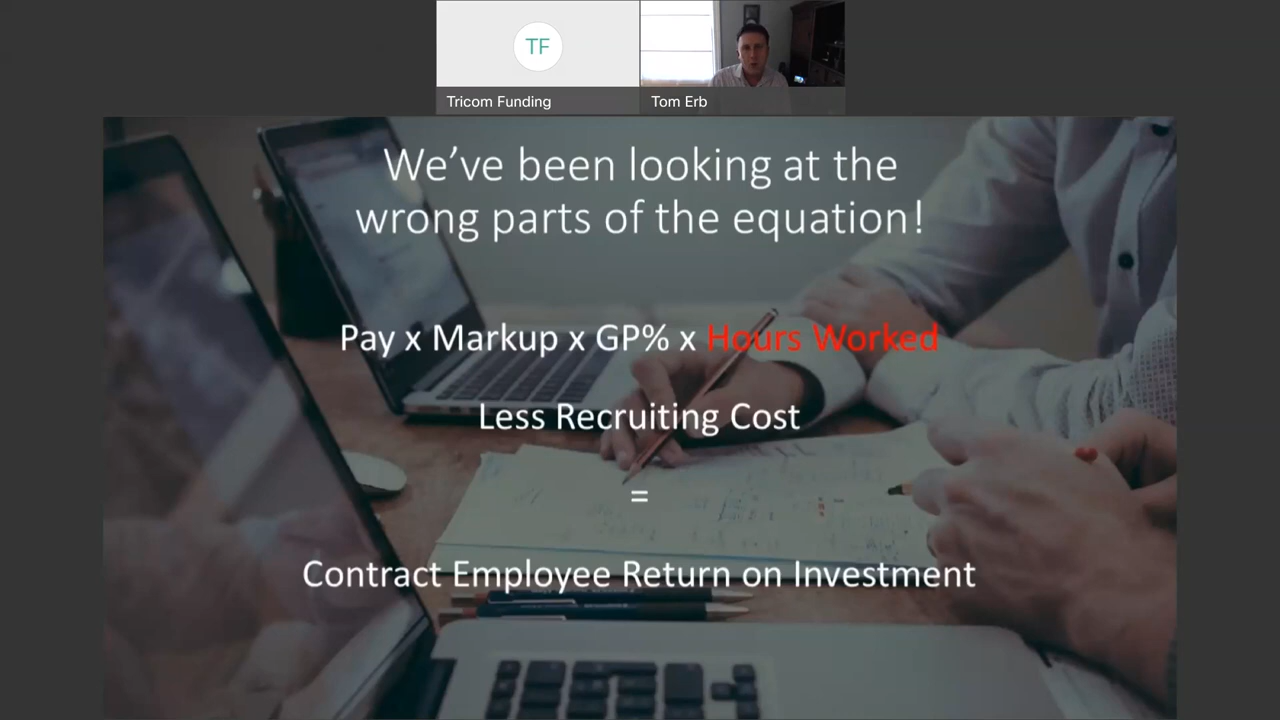 TF
Tricom Funding
Tom Erb
We've been looking at the
wrong parts of the equation!
Pay x Markup x GP% x Hours Worked
Less Recruiting Cost
=
Contract Employee Return on Investment